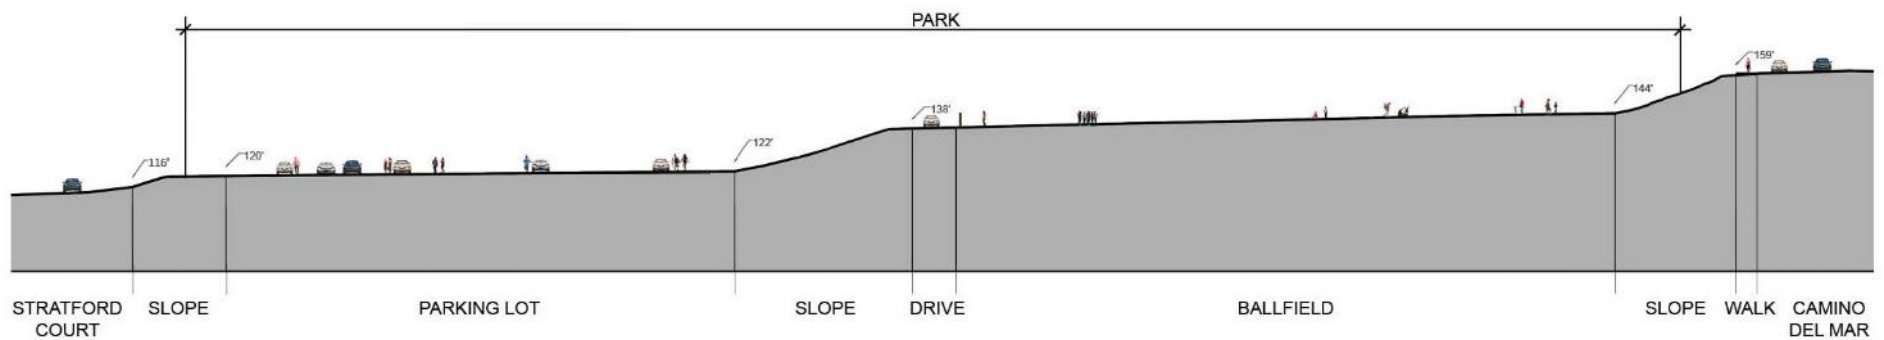 PARK
159'
144'
138'
122'
120'
116'
STRATFORD
COURT
SLOPE
PARKING LOT
SLOPE
DRIVE
BALLFIELD
SLOPE
WALK
CAMINO
DEL MAR